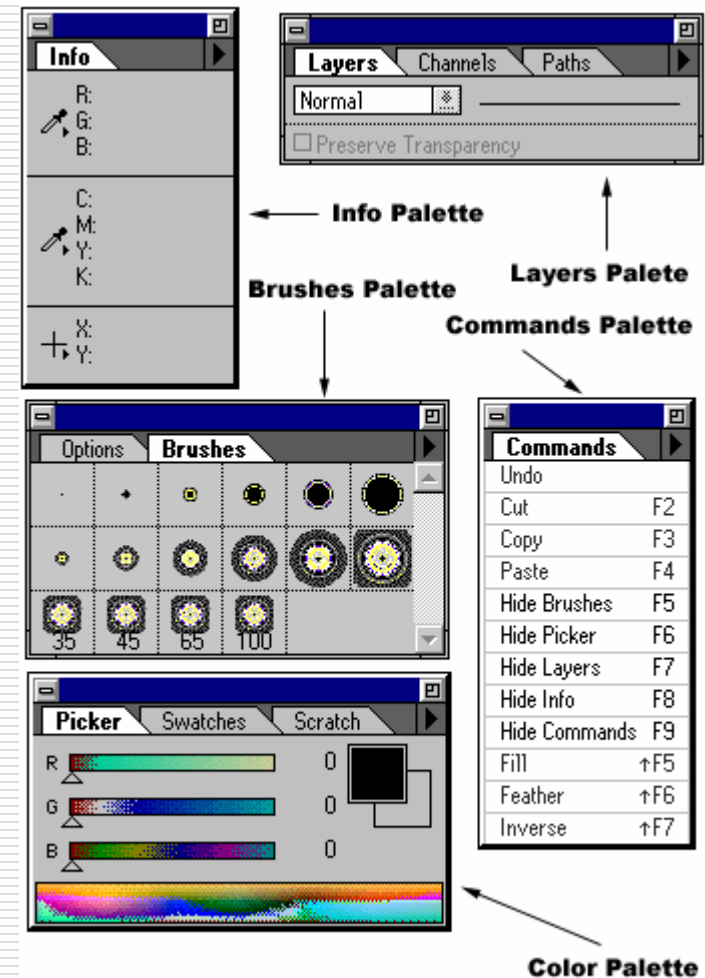 Info
R:
G:
B:
C:
M:
Y:
K:
X:
Y:
Layers Channels Paths
Normal
Preserve Transparency
Info Palette
Layers Palete
Brushes Palette
Commands Palette
Options Brushes
35 45 65 100
Commands
Undo
Cut F2
Copy F3
Paste F4
Hide Brushes F5
Hide Picker F6
Hide Layers F7
Hide Info F8
Hide Commands F9
Fill ↑F5
Feather ↑F6
Inverse ↑F7
Picker Swatches Scratch
R 0
G 0
B 0
Color Palette